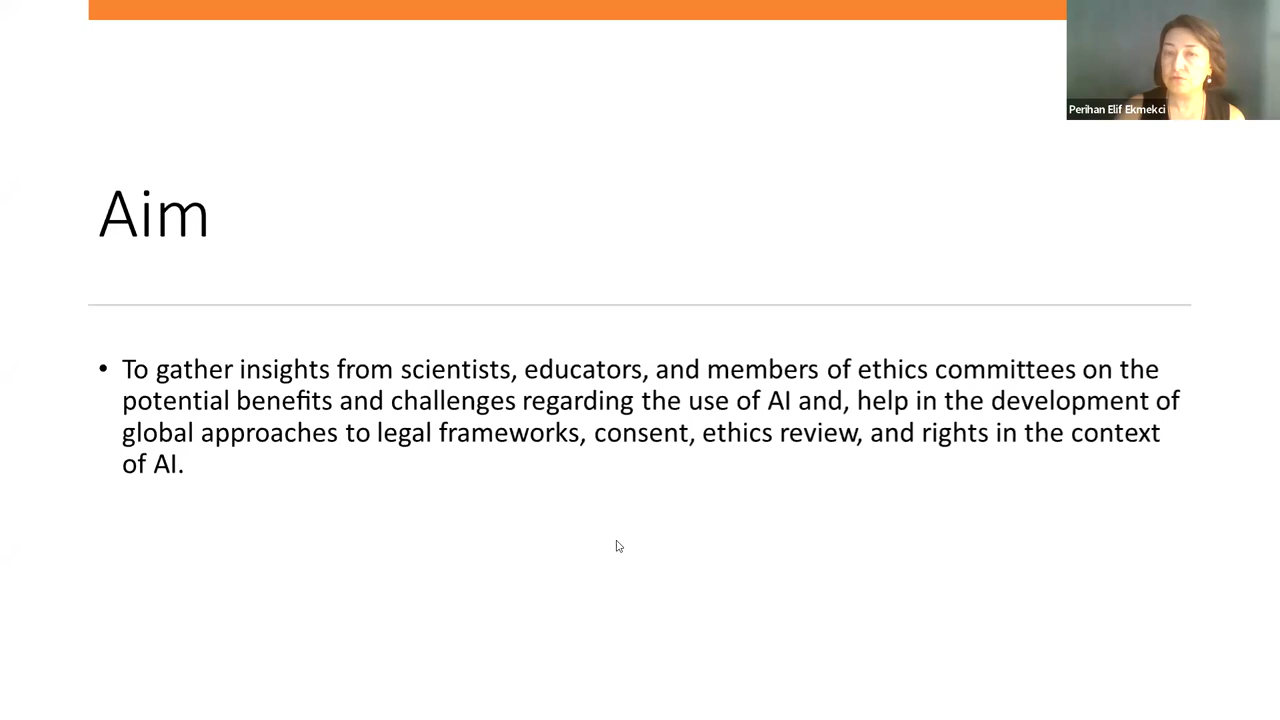 Perihan Elif Ekmekci
Aim
• To gather insights from scientists, educators, and members of ethics committees on the
potential benefits and challenges regarding the use of AI and, help in the development of
global approaches to legal frameworks, consent, ethics review, and rights in the context
of AI.